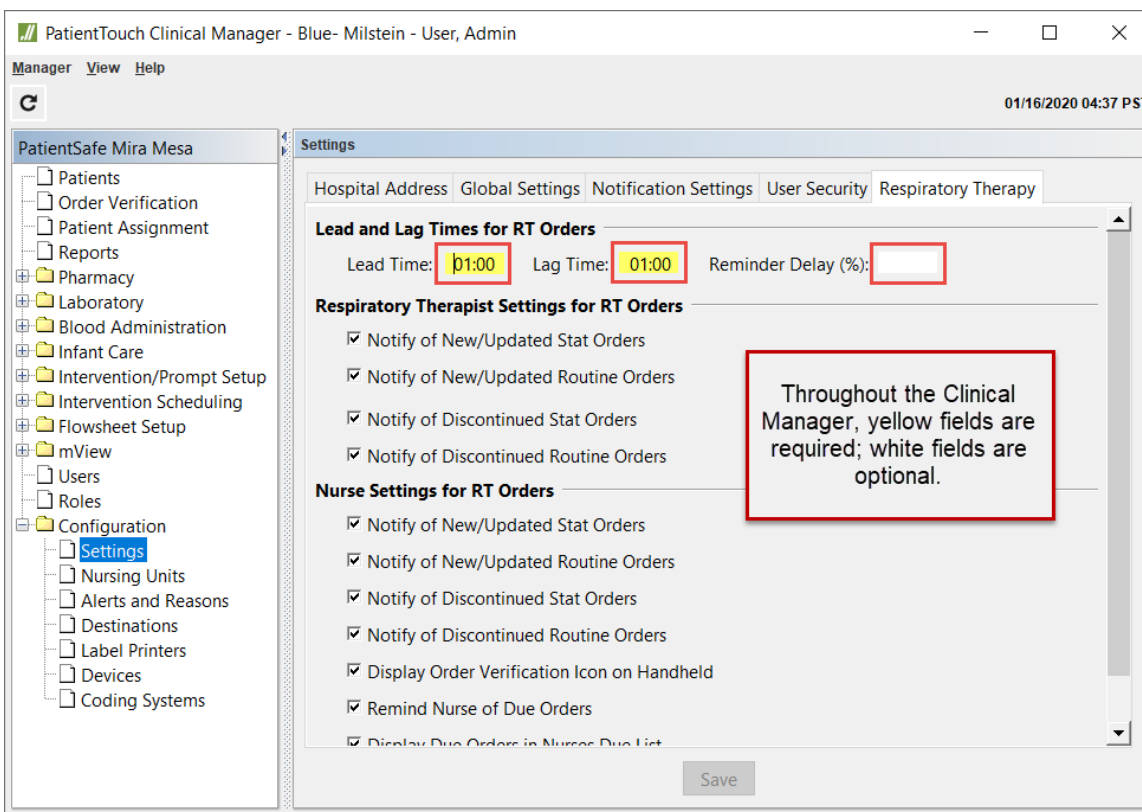 PatientTouch Clinical Manager - Blue- Milstein - User, Admin
Manager View Help
01/16/2020 04:37 PST
PatientSafe Mira Mesa
Patients
Order Verification
Patient Assignment
Reports
Pharmacy
Laboratory
Blood Administration
Infant Care
Intervention/Prompt Setup
Intervention Scheduling
Flowsheet Setup
mView
Users
Roles
Configuration
Settings
Nursing Units
Alerts and Reasons
Destinations
Label Printers
Devices
Coding Systems
Settings
Hospital Address Global Settings Notification Settings User Security Respiratory Therapy
Lead and Lag Times for RT Orders
Lead Time: 01:00 Lag Time: 01:00 Reminder Delay (%):
Respiratory Therapist Settings for RT Orders
Notify of New/Updated Stat Orders
Notify of New/Updated Routine Orders
Notify of Discontinued Stat Orders
Notify of Discontinued Routine Orders
Throughout the Clinical
Manager, yellow fields are
required; white fields are
optional.
Nurse Settings for RT Orders
Notify of New/Updated Stat Orders
Notify of New/Updated Routine Orders
Notify of Discontinued Stat Orders
Notify of Discontinued Routine Orders
Display Order Verification Icon on Handheld
Remind Nurse of Due Orders
Display Due Orders in Nurses Due List
Save